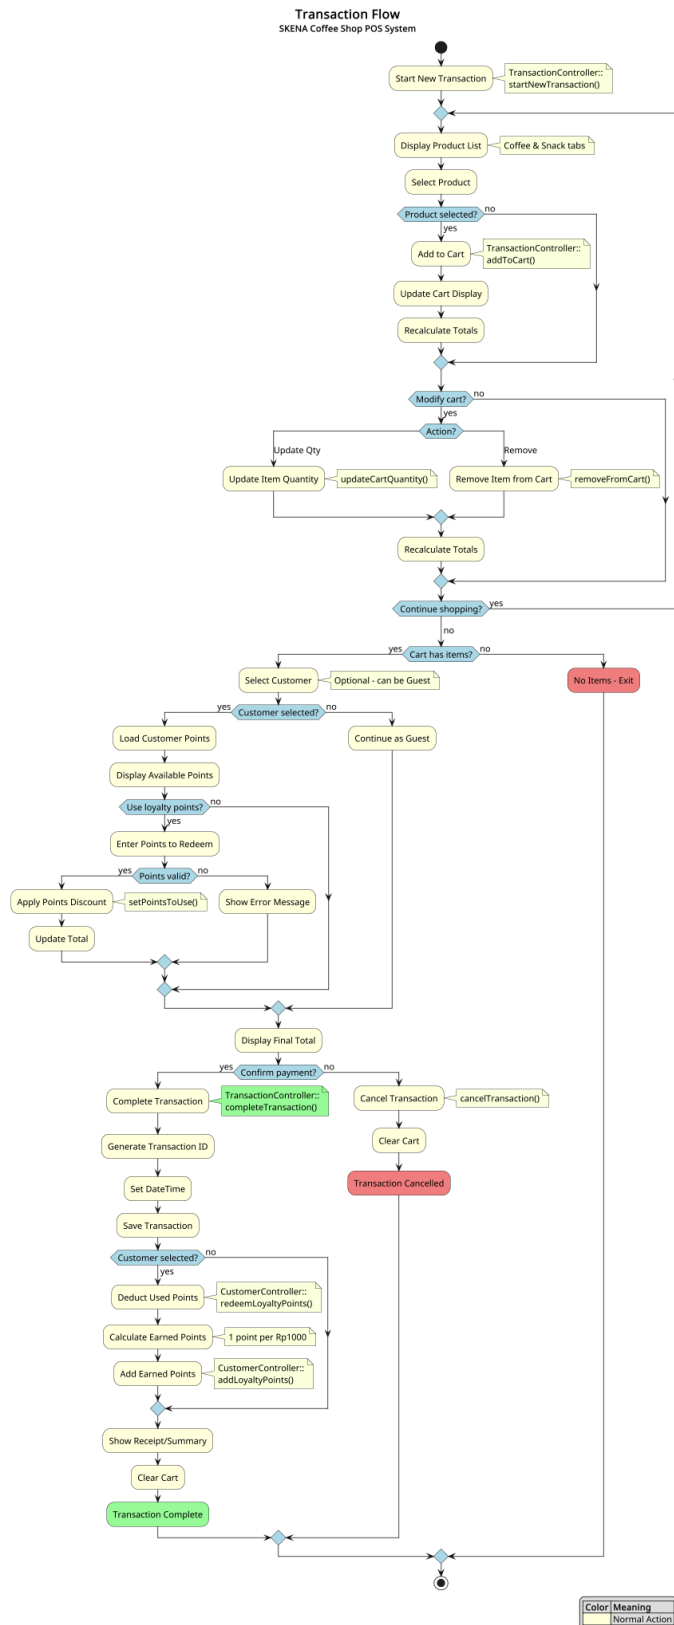 Transaction Flow
SKENA Coffee Shop POS System
Start New Transaction
TransactionController::
startNewTransaction()
Display Product List
Coffee & Snack tabs
Select Product
Product selected?
no
yes
Add to Cart
TransactionController::
addToCart()
Update Cart Display
Recalculate Totals
Modify cart?
no
yes
Action?
Update Qty
Remove
Update Item Quantity
updateCartQuantity()
Remove Item from Cart
removeFromCart()
Recalculate Totals
Continue shopping?
yes
no
yes
Cart has items?
no
Select Customer
Optional - can be Guest
No Items - Exit
yes
Customer selected?
no
Load Customer Points
Continue as Guest
Display Available Points
Use loyalty points?
no
yes
Enter Points to Redeem
yes
Points valid?
no
Apply Points Discount
setPointsToUse()
Show Error Message
Update Total
Display Final Total
yes
Confirm payment?
no
Complete Transaction
TransactionController::
completeTransaction()
Cancel Transaction
cancelTransaction()
Generate Transaction ID
Clear Cart
Set DateTime
Transaction Cancelled
Save Transaction
Customer selected?
no
yes
Deduct Used Points
CustomerController::
redeemLoyaltyPoints()
Calculate Earned Points
1 point per Rp1000
Add Earned Points
CustomerController::
addLoyaltyPoints()
Show Receipt/Summary
Clear Cart
Transaction Complete
Color Meaning
Normal Action